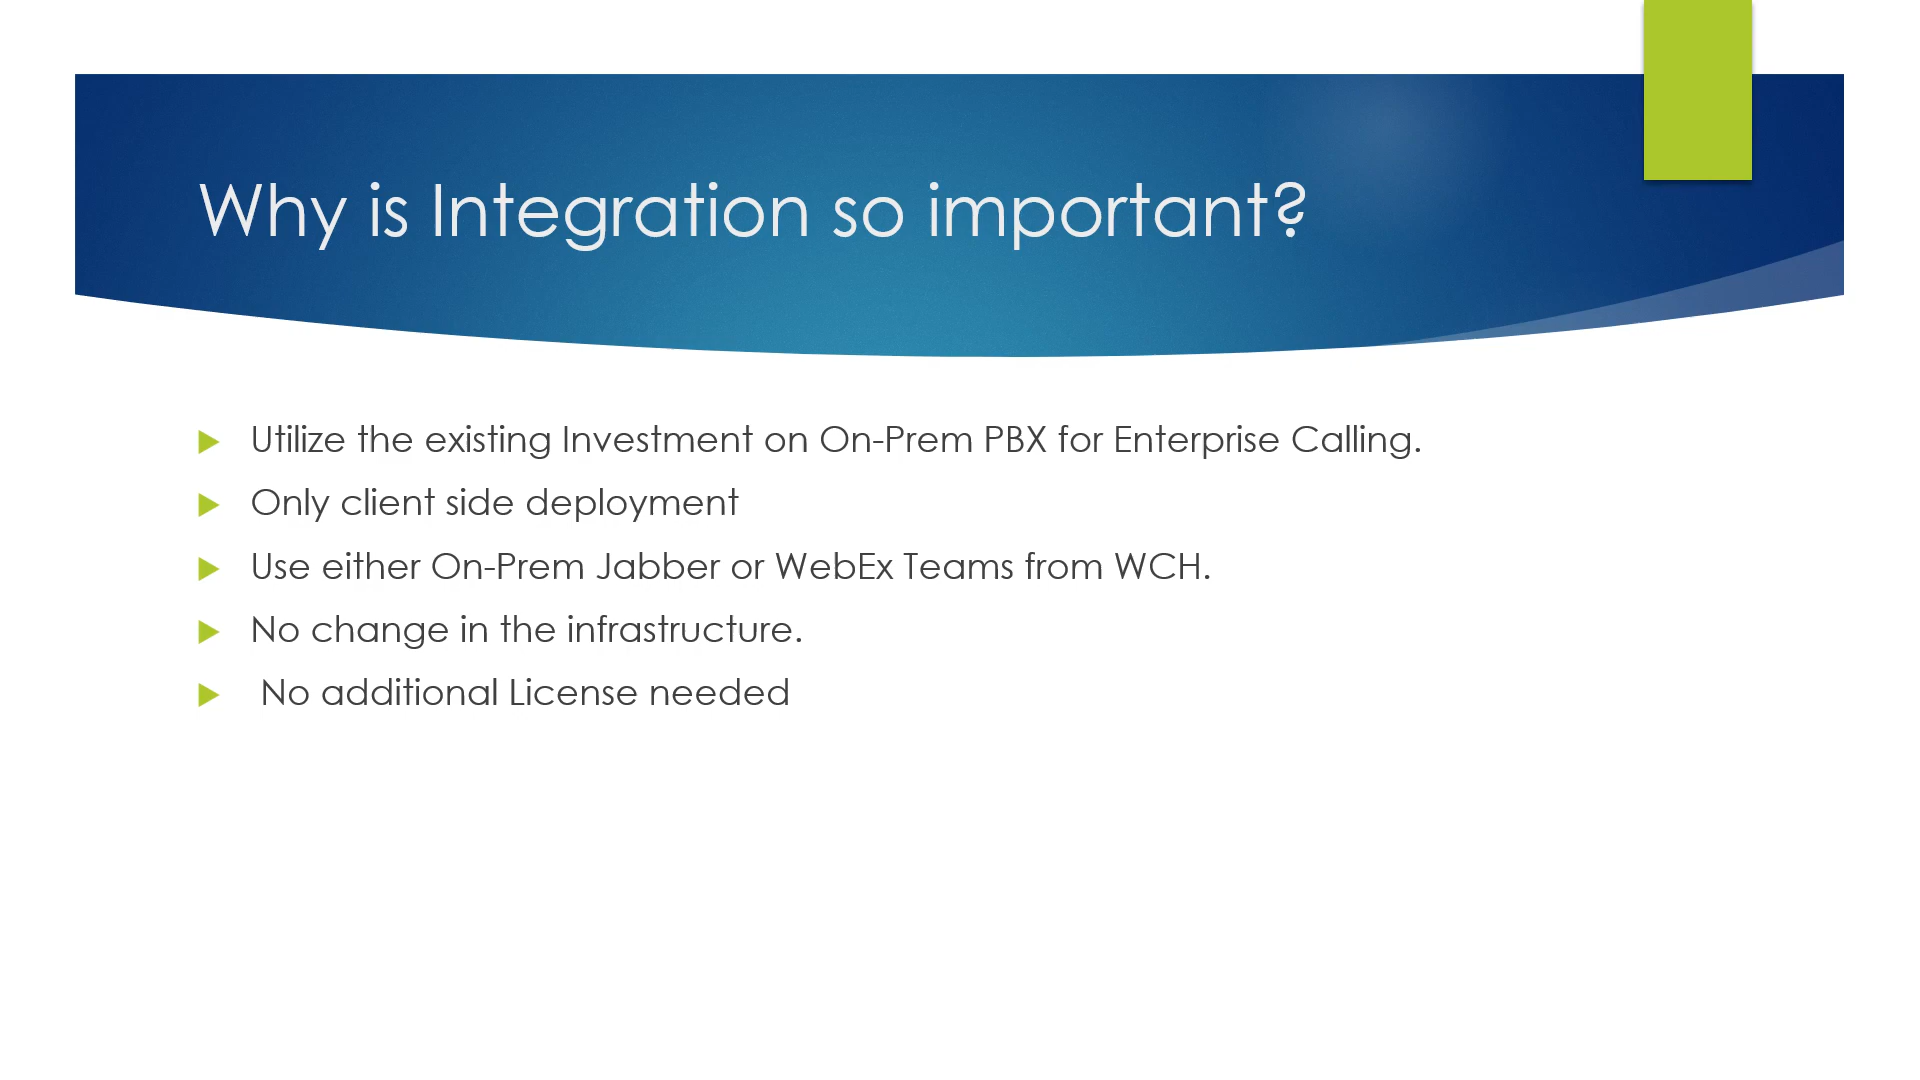 Why is Integration so important?
Utilize the existing Investment on On-Prem PBX for Enterprise Calling.
Only client side deployment
Use either On-Prem Jabber or WebEx Teams from WCH.
No change in the infrastructure.
No additional License needed